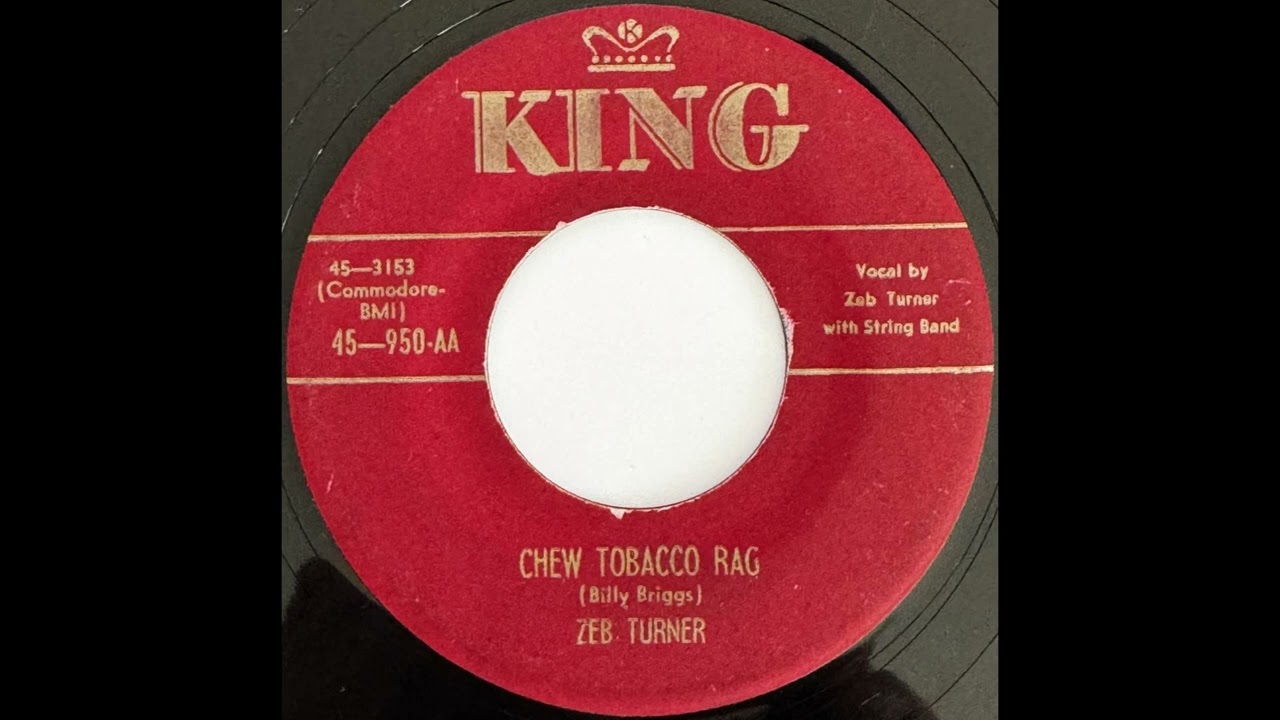 K
KING
45—3153
(Commodore-
BMI)
45—950-AA
Vocal by
Zeb Turner
with String Band
CHEW TOBACCO RAG
(Billy Briggs)
ZEB TURNER